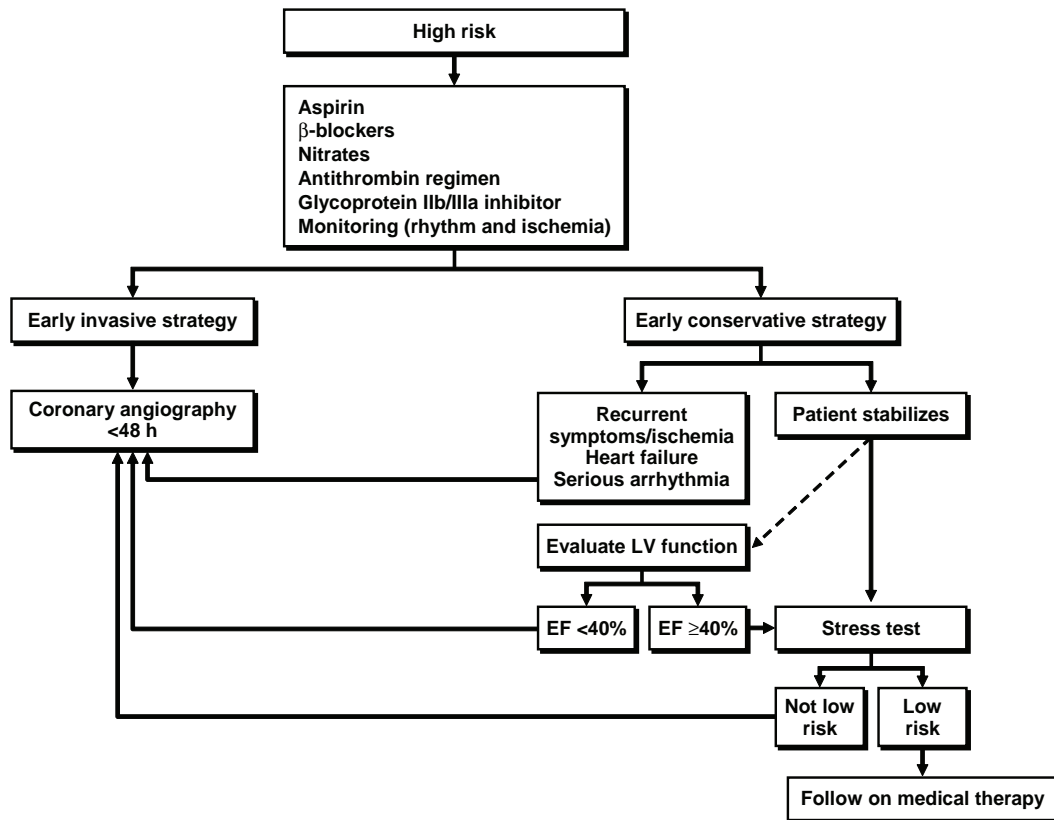 High risk
Aspirin
β-blockers
Nitrates
Antithrombin regimen
Glycoprotein IIb/IIIa inhibitor
Monitoring (rhythm and ischemia)
Early invasive strategy
Early conservative strategy
Coronary angiography
<48 h
Recurrent
symptoms/ischemia
Heart failure
Serious arrhythmia
Patient stabilizes
Evaluate LV function
EF <40%
EF ≥40%
Stress test
Not low
risk
Low
risk
Follow on medical therapy